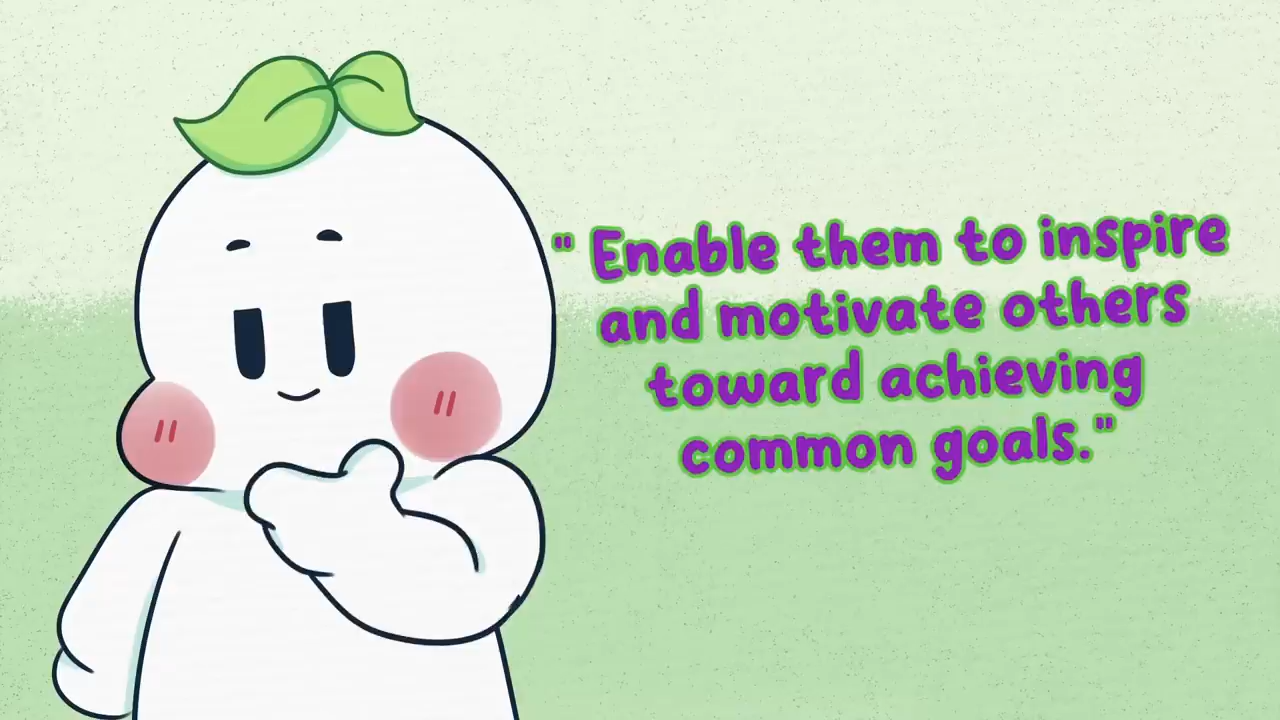 " Enable them to inspire
and motivate others
toward achieving
common goals."